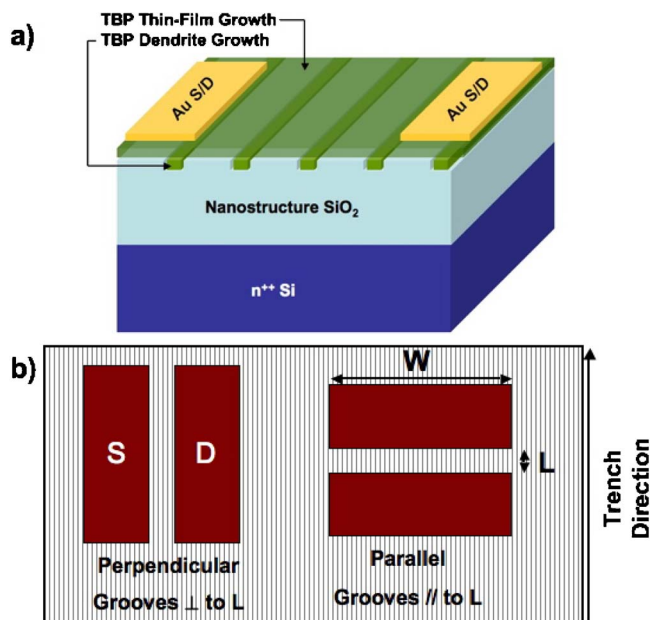 a)
TBP Thin-Film Growth
TBP Dendrite Growth
Au S/D
Au S/D
Nanostructure SiO₂
n⁺⁺ Si
b)
W
S
D
L
Trench
Direction
Perpendicular
Grooves ⊥ to L
Parallel
Grooves // to L